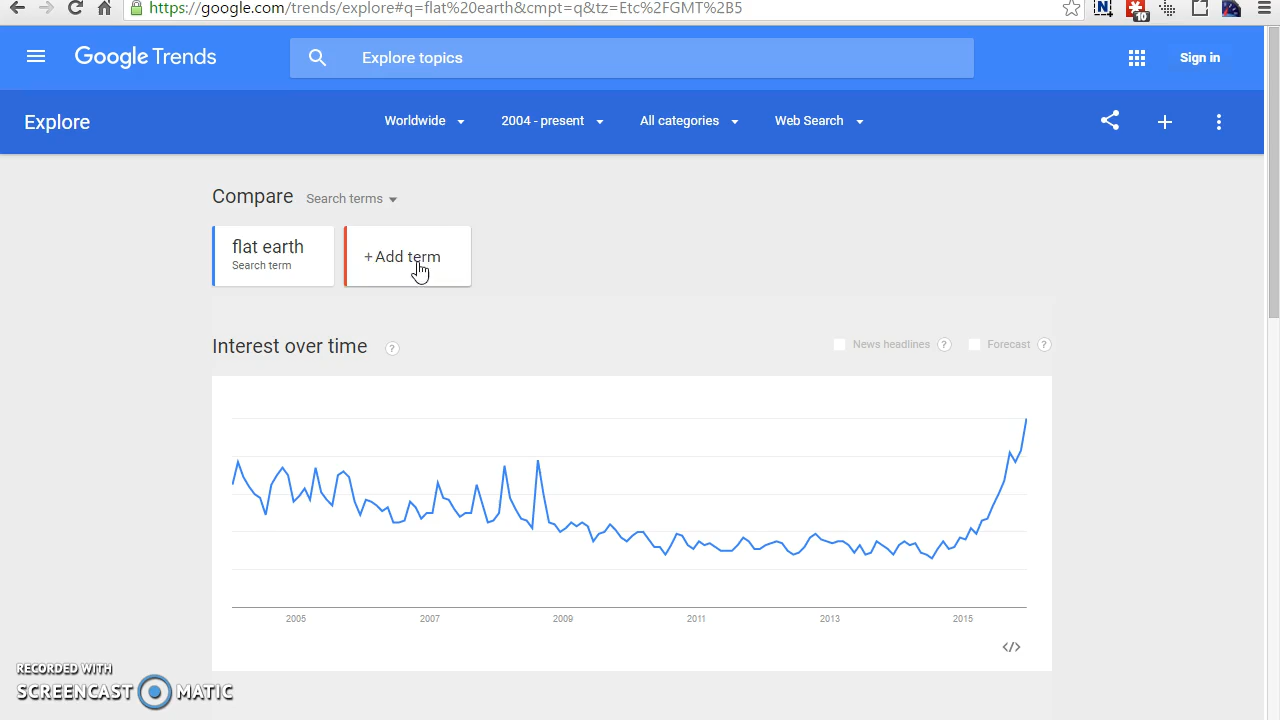 https://google.com/trends/explore#q=flat%20earth&cmpt=q&tz=Etc%2FGMT%2B5
N
10
Google Trends
Explore topics
Sign in
Explore
Worldwide
2004 - present
All categories
Web Search
Compare
Search terms
flat earth
Search term
+Add term
Interest over time
?
News headlines
?
Forecast
?
2005
2007
2009
2011
2013
2015
</>
RECORDED WITH
SCREENCAST MATIC